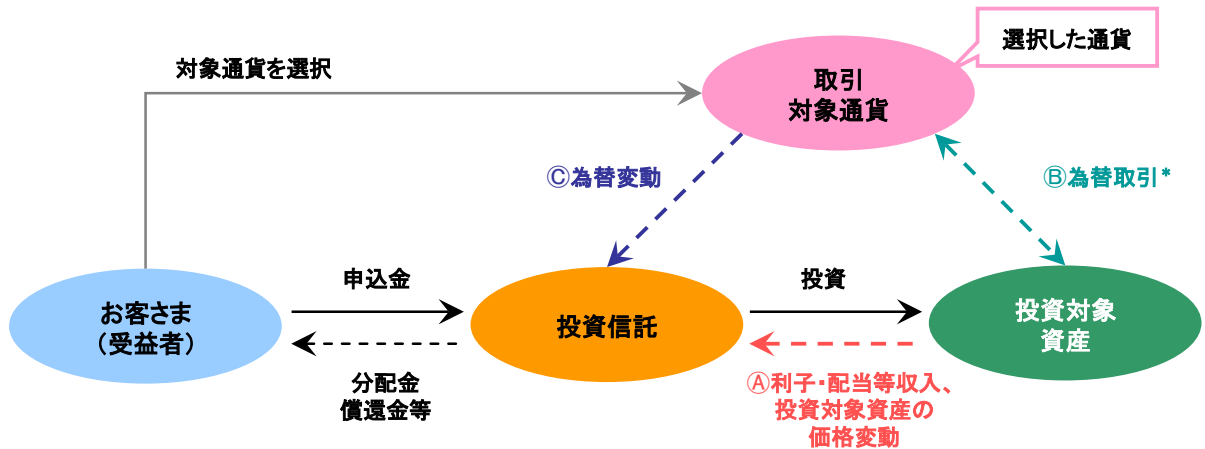 選択した通貨
対象通貨を選択
取引
対象通貨
Ⓒ為替変動
Ⓑ為替取引*
お客さま
(受益者)
申込金
分配金
償還金等
投資信託
投資
Ⓐ利子・配当等収入、
投資対象資産の
価格変動
投資対象
資産